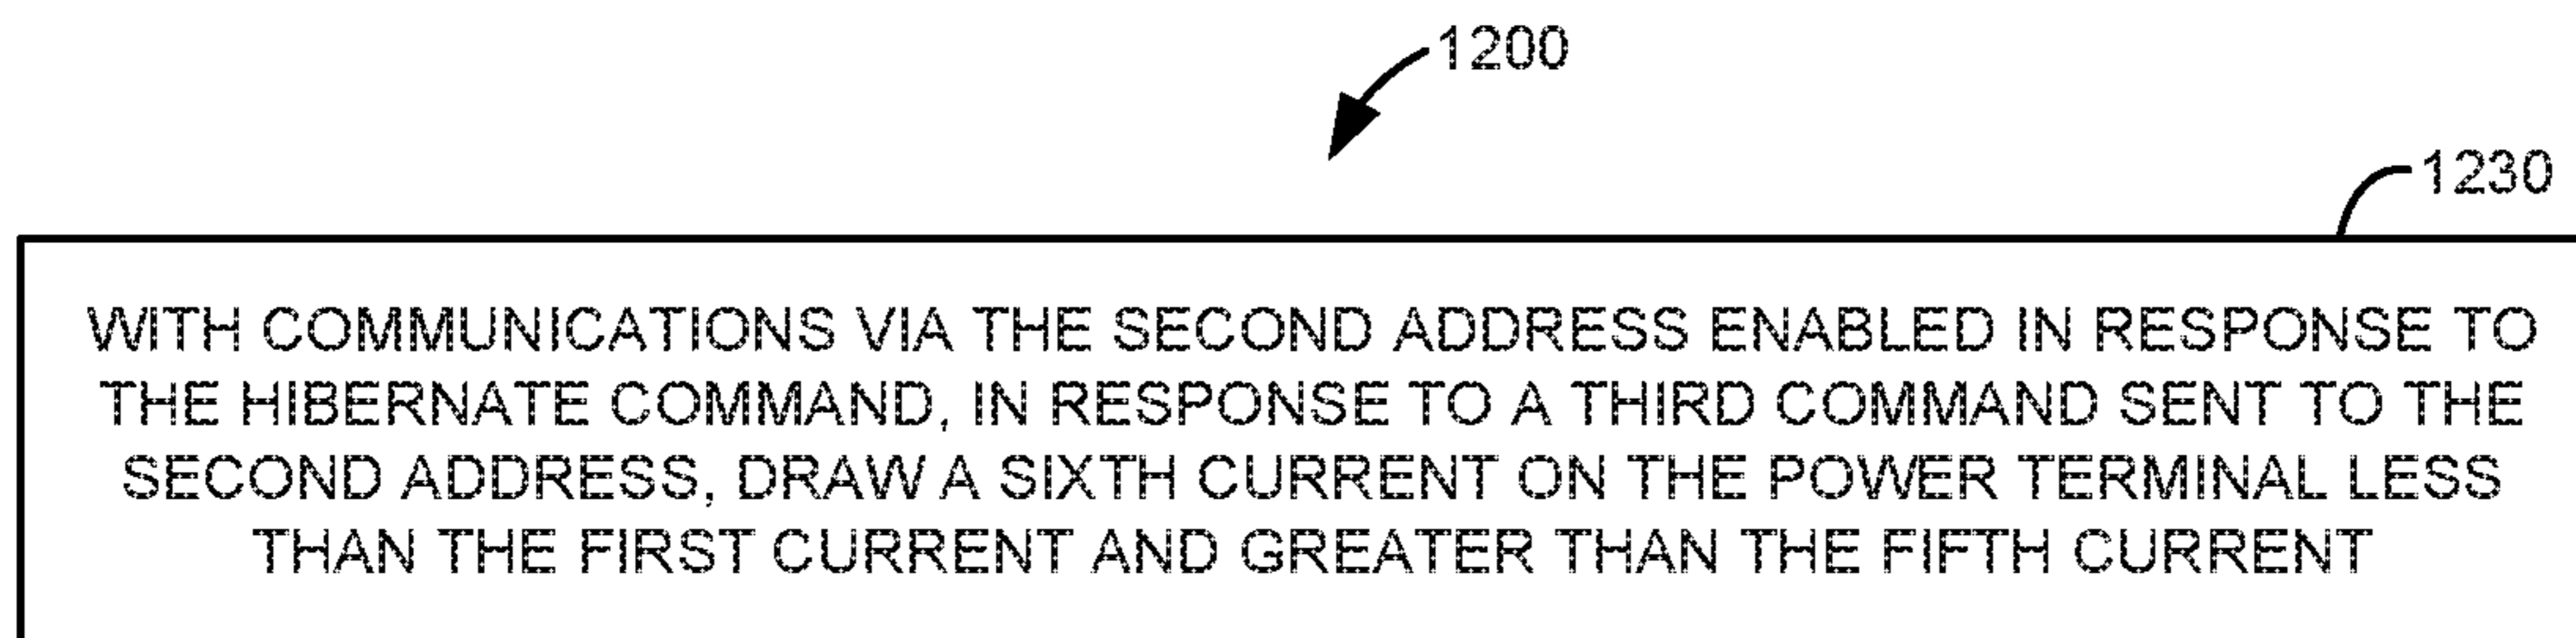 1200
1230
WITH COMMUNICATIONS VIA THE SECOND ADDRESS ENABLED IN RESPONSE TO
THE HIBERNATE COMMAND, IN RESPONSE TO A THIRD COMMAND SENT TO THE
SECOND ADDRESS, DRAW A SIXTH CURRENT ON THE POWER TERMINAL LESS
THAN THE FIRST CURRENT AND GREATER THAN THE FIFTH CURRENT